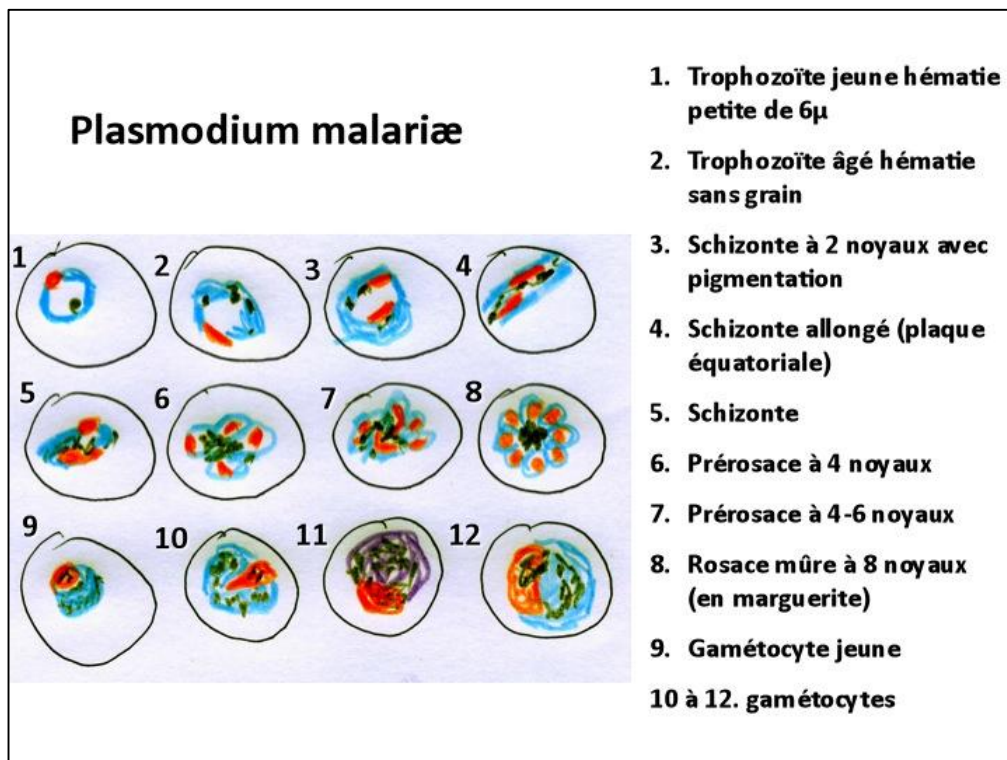 Plasmodium malariæ
1. Trophozoïte jeune hématie
petite de 6µ
2. Trophozoïte âgé hématie
sans grain
3. Schizonte à 2 noyaux avec
pigmentation
4. Schizonte allongé (plaque
équatoriale)
5. Schizonte
6. Prérosace à 4 noyaux
7. Prérosace à 4-6 noyaux
8. Rosace mûre à 8 noyaux
(en marguerite)
9. Gamétocyte jeune
10 à 12. gamétocytes
1 2 3 4
5 6 7 8
9 10 11 12